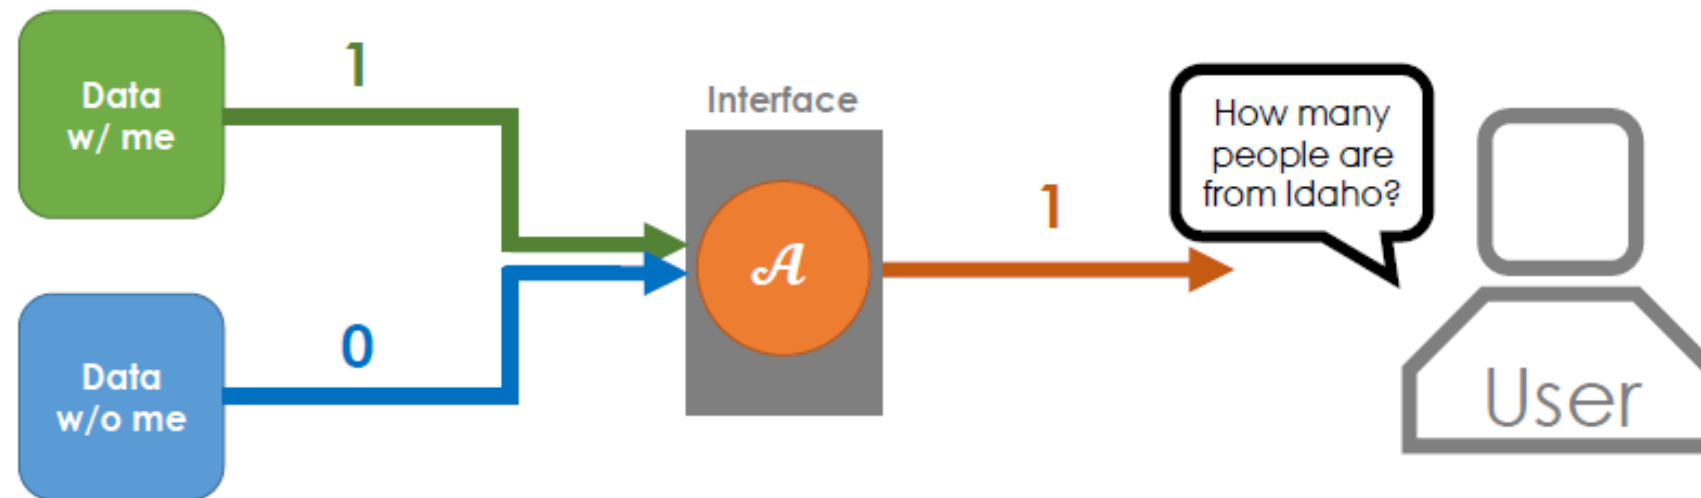 Data
w/ me
1
Interface
How many
people are
from Idaho?
𝒜
1
Data
w/o me
0
User